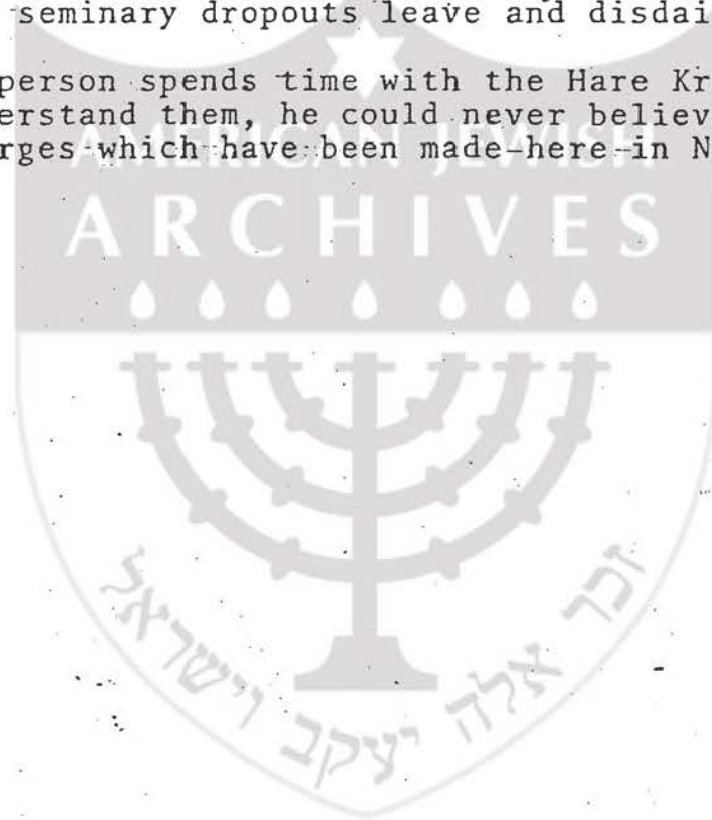 seminary dropouts leave and disdai
person spends time with the Hare Kr
erstand them, he could never believ
rges which have been made here in N
AMERICAN JEWISH
ARCHIVES
זכר אלה יעקב וישראל